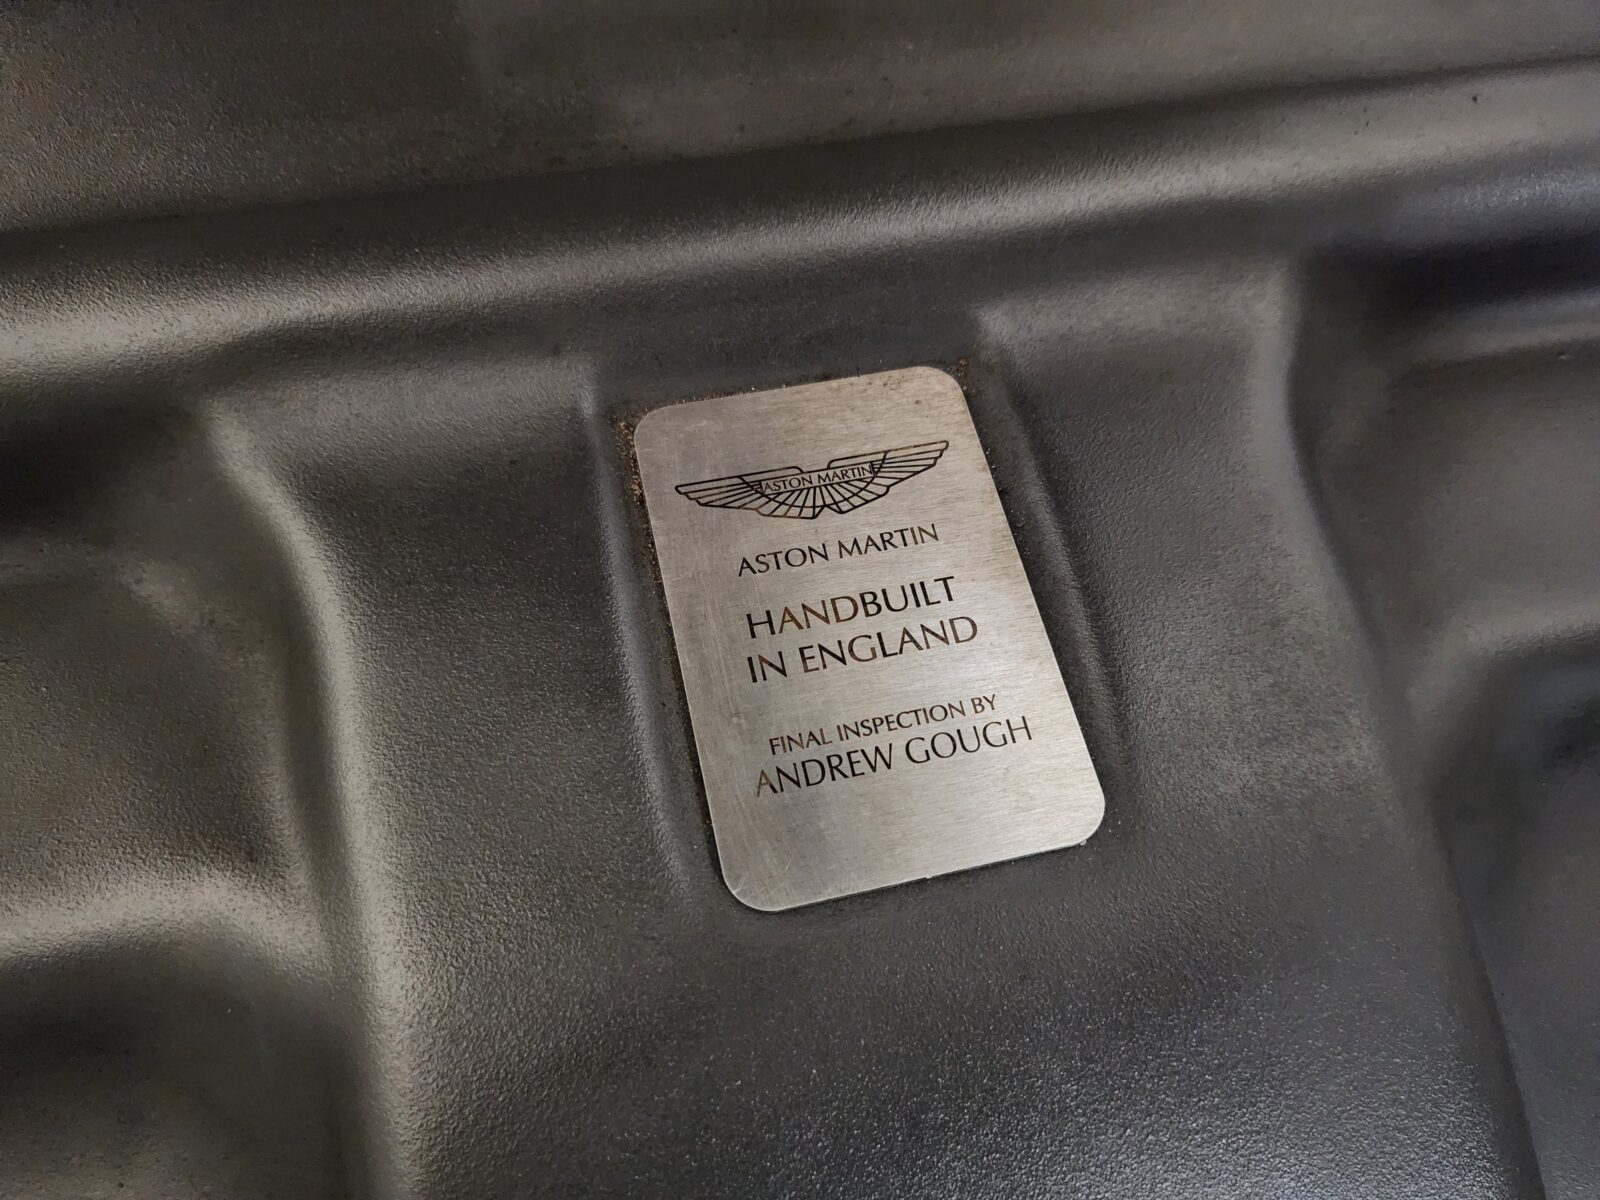 ASTON MARTIN
ASTON MARTIN
HANDBUILT
IN ENGLAND
FINAL INSPECTION BY
ANDREW GOUGH